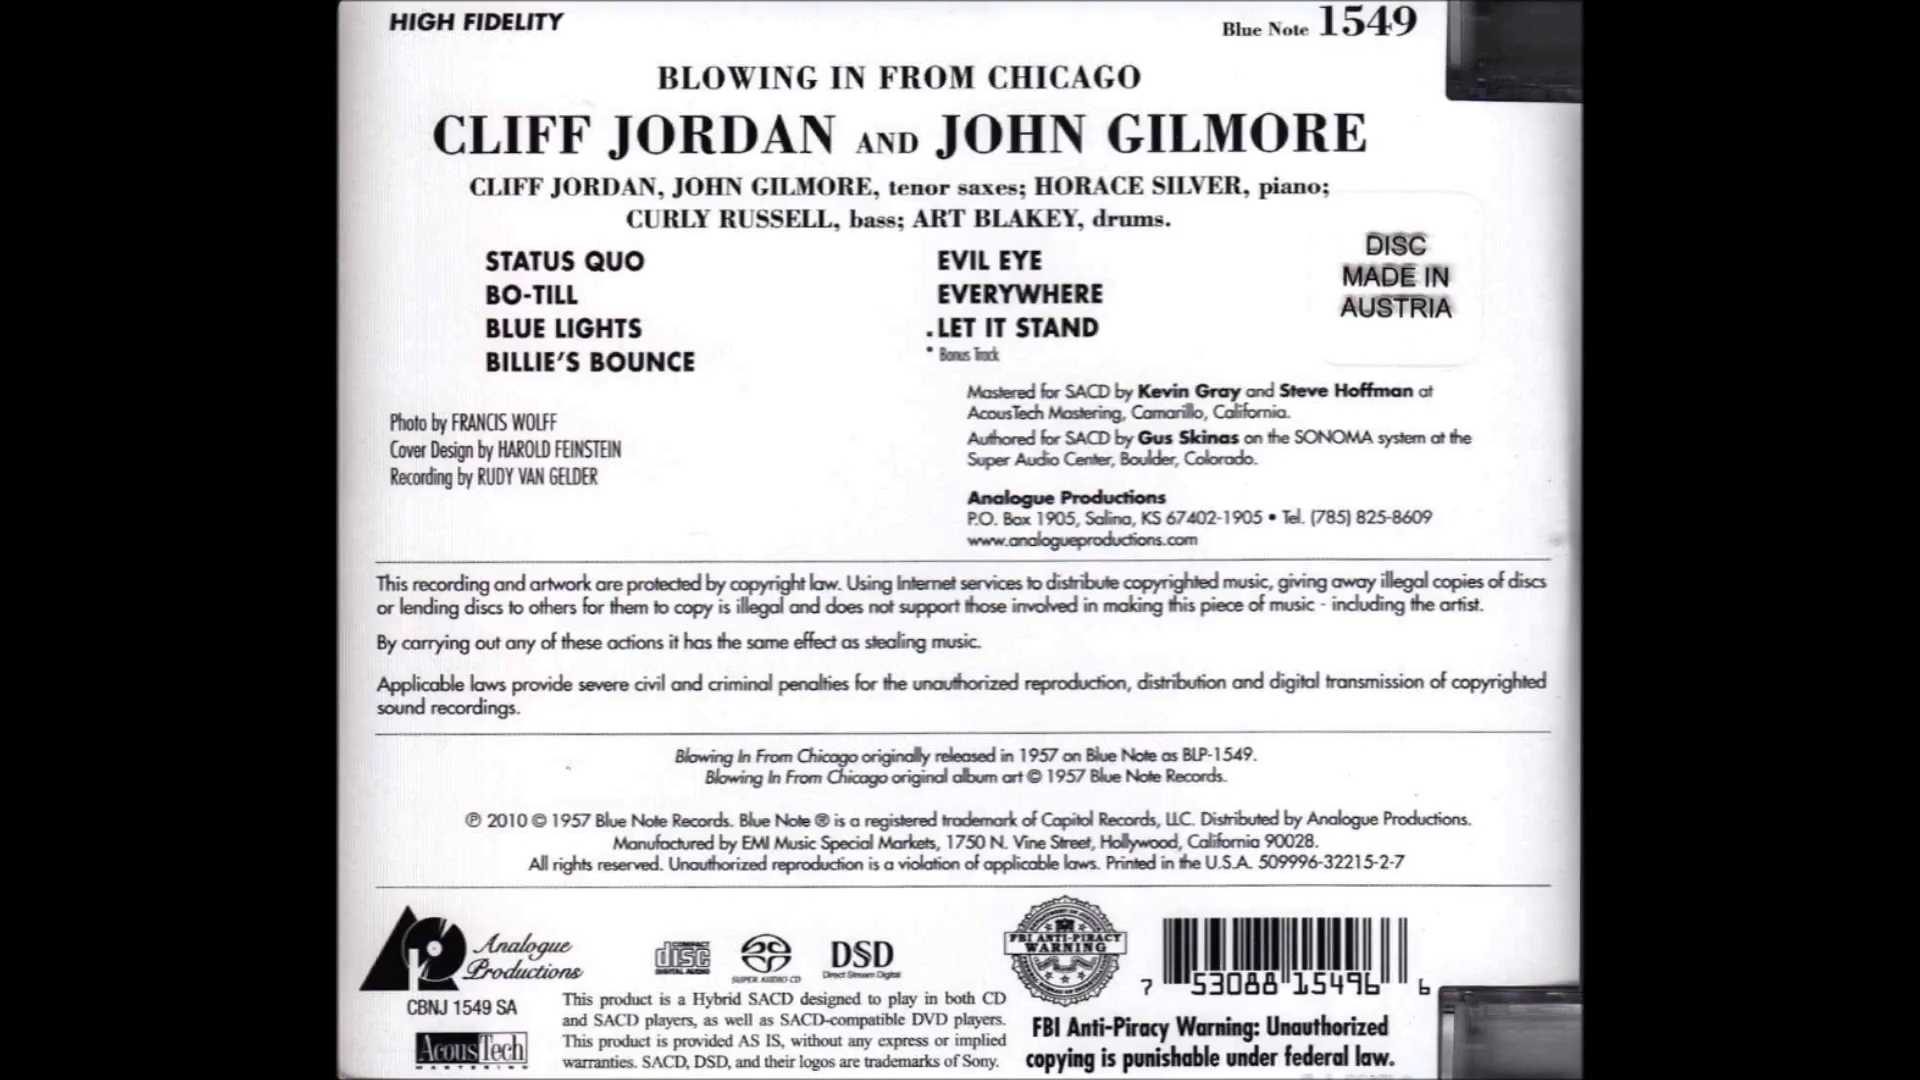 HIGH FIDELITY
Blue Note 1549
BLOWING IN FROM CHICAGO
CLIFF JORDAN AND JOHN GILMORE
CLIFF JORDAN, JOHN GILMORE, tenor saxes; HORACE SILVER, piano;
CURLY RUSSELL, bass; ART BLAKEY, drums.
STATUS QUO
BO-TILL
BLUE LIGHTS
BILLIE'S BOUNCE
EVIL EYE
EVERYWHERE
. LET IT STAND
* Bonus Track
DISC
MADE IN
AUSTRIA
Photo by FRANCIS WOLFF
Cover Design by HAROLD FEINSTEIN
Recording by RUDY VAN GELDER
Mastered for SACD by Kevin Gray and Steve Hoffman at
AcousTech Mastering, Camarillo, California.
Authored for SACD by Gus Skinas on the SONOMA system at the
Super Audio Center, Boulder, Colorado.
Analogue Productions
P.O. Box 1905, Salina, KS 67402-1905 • Tel. (785) 825-8609
www.analogueproductions.com
This recording and artwork are protected by copyright law. Using Internet services to distribute copyrighted music, giving away illegal copies of discs
or lending discs to others for them to copy is illegal and does not support those involved in making this piece of music - including the artist.
By carrying out any of these actions it has the same effect as stealing music.
Applicable laws provide severe civil and criminal penalties for the unauthorized reproduction, distribution and digital transmission of copyrighted
sound recordings.
Blowing In From Chicago originally released in 1957 on Blue Note as BLP-1549.
Blowing In From Chicago original album art © 1957 Blue Note Records.
℗ 2010 © 1957 Blue Note Records. Blue Note ® is a registered trademark of Capitol Records, LLC. Distributed by Analogue Productions.
Manufactured by EMI Music Special Markets, 1750 N. Vine Street, Hollywood, California 90028.
All rights reserved. Unauthorized reproduction is a violation of applicable laws. Printed in the U.S.A. 509996-32215-2-7
Analogue
Productions
CBNJ 1549 SA
AcousTech
MASTERING
COMPACT
disc
DIGITAL AUDIO
SUPER AUDIO CD
DSD
Direct Stream Digital
This product is a Hybrid SACD designed to play in both CD
and SACD players, as well as SACD-compatible DVD players.
This product is provided AS IS, without any express or implied
warranties. SACD, DSD, and their logos are trademarks of Sony.
FBI ANTI-PIRACY
WARNING
FBI Anti-Piracy Warning: Unauthorized
copying is punishable under federal law.
7 53088 15496 6